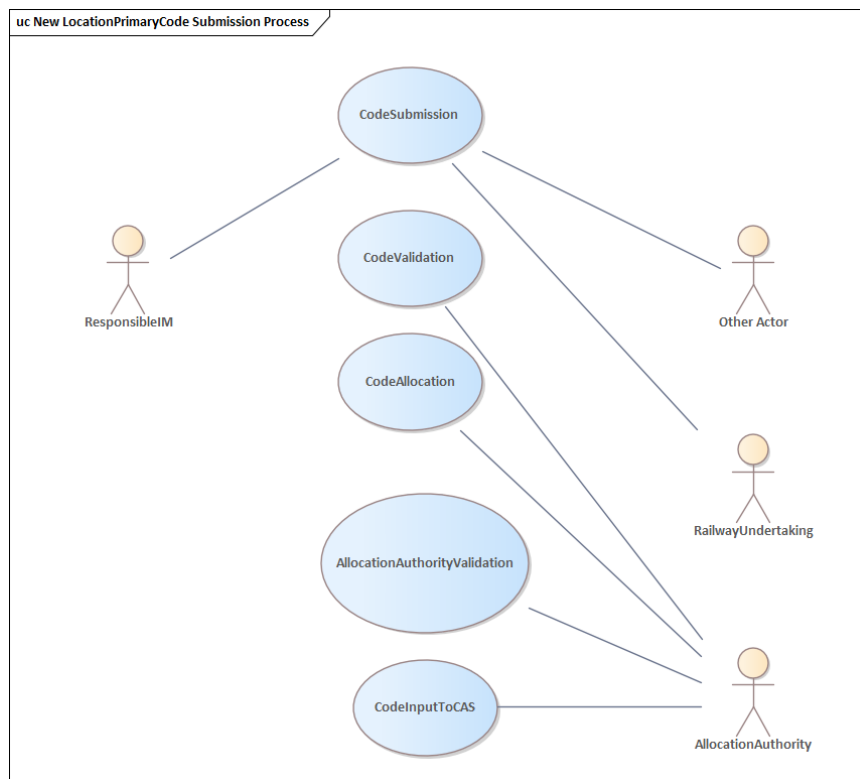 uc New LocationPrimaryCode Submission Process
CodeSubmission
CodeValidation
ResponsibleIM
Other Actor
CodeAllocation
RailwayUndertaking
AllocationAuthorityValidation
CodeInputToCAS
AllocationAuthority